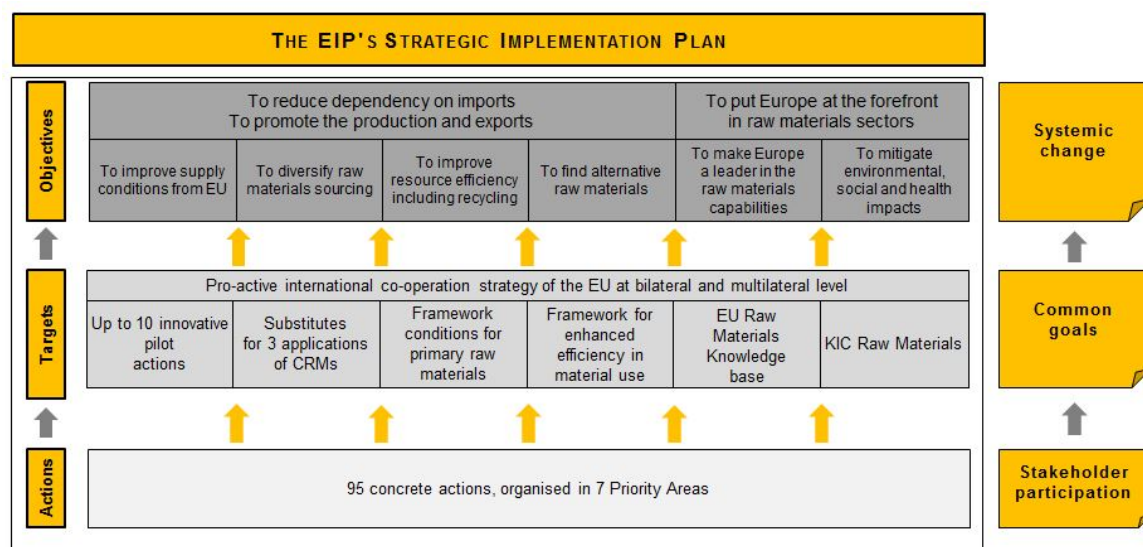 THE EIP'S STRATEGIC IMPLEMENTATION PLAN
Objectives
To reduce dependency on imports
To promote the production and exports
To put Europe at the forefront
in raw materials sectors
To improve supply
conditions from EU
To diversify raw
materials sourcing
To improve
resource efficiency
including recycling
To find alternative
raw materials
To make Europe
a leader in the
raw materials
capabilities
To mitigate
environmental,
social and health
impacts
Systemic
change
Targets
Pro-active international co-operation strategy of the EU at bilateral and multilateral level
Up to 10 innovative
pilot
actions
Substitutes
for 3 applications
of CRMs
Framework
conditions for
primary raw
materials
Framework for
enhanced
efficiency in
material use
EU Raw
Materials
Knowledge
base
KIC Raw Materials
Common
goals
Actions
95 concrete actions, organised in 7 Priority Areas
Stakeholder
participation